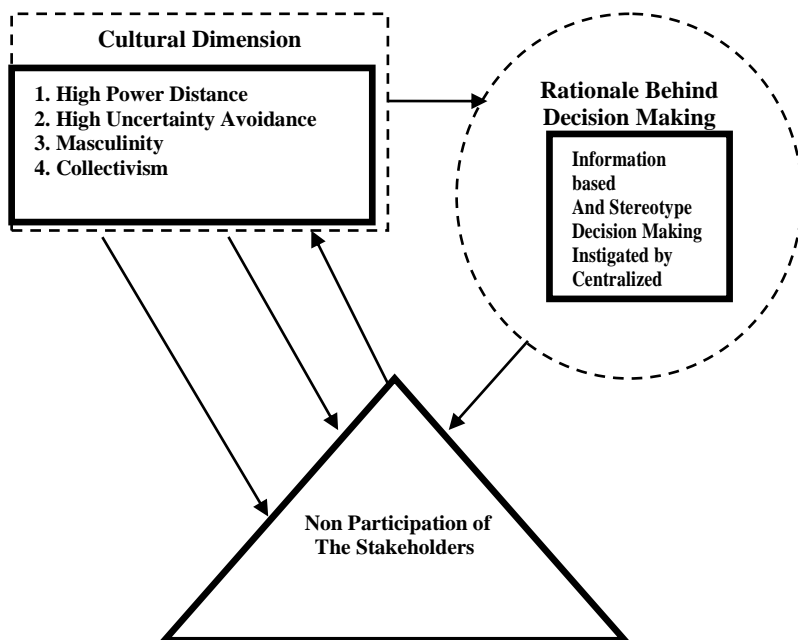 Cultural Dimension
1. High Power Distance
2. High Uncertainty Avoidance
3. Masculinity
4. Collectivism
Rationale Behind
Decision Making
Information
based
And Stereotype
Decision Making
Instigated by
Centralized
Non Participation of
The Stakeholders